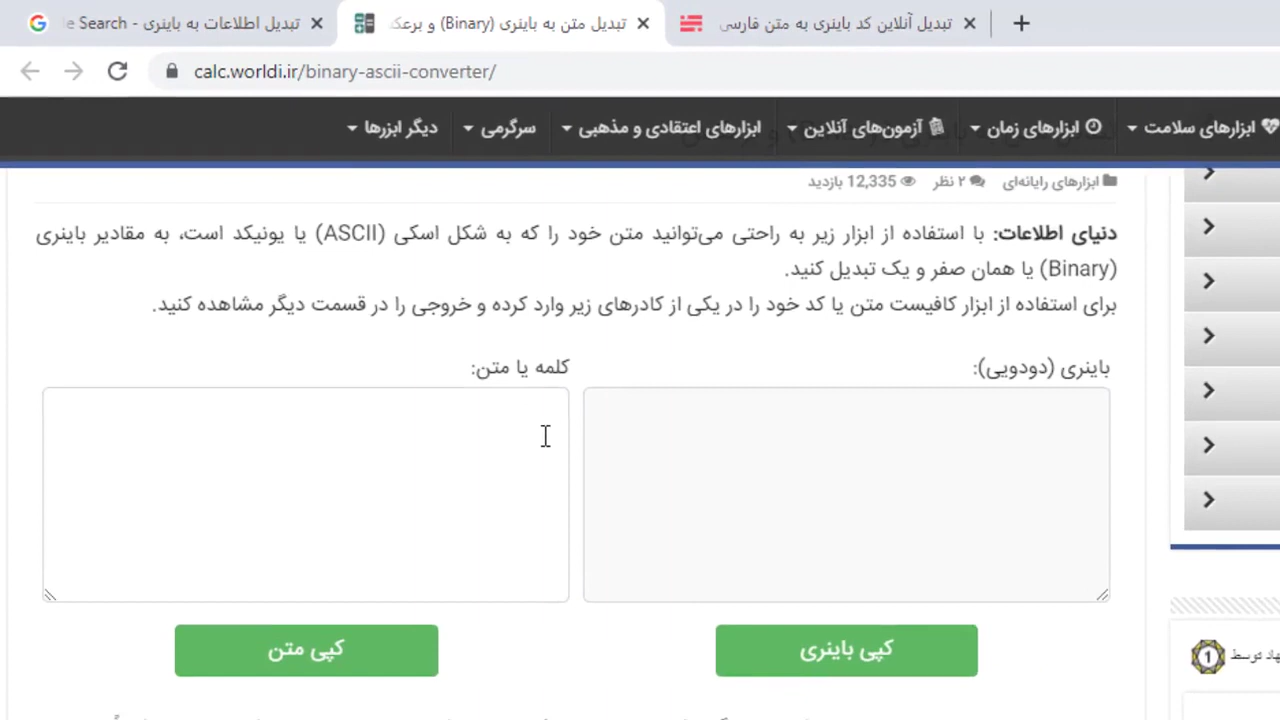 تبدیل اطلاعات به باینری - e Search
تبدیل متن به باینری (Binary) و برعک
تبدیل آنلاین کد باینری به متن فارسی
calc.worldi.ir/binary-ascii-converter/
ابزارهای سلامت
ابزارهای زمان
آزمون‌های آنلاین
ابزارهای اعتقادی و مذهبی
سرگرمی
دیگر ابزرها
ابزارهای رایانه‌ای
۲ نظر
12,335 بازدید
دنیای اطلاعات: با استفاده از ابزار زیر به راحتی می‌توانید متن خود را که به شکل اسکی (ASCII) یا یونیکد است، به مقادیر باینری
(Binary) یا همان صفر و یک تبدیل کنید.
برای استفاده از ابزار کافیست متن یا کد خود را در یکی از کادرهای زیر وارد کرده و خروجی را در قسمت دیگر مشاهده کنید.
باینری (دودویی):
کلمه یا متن:
کپی باینری
کپی متن
1
توسط